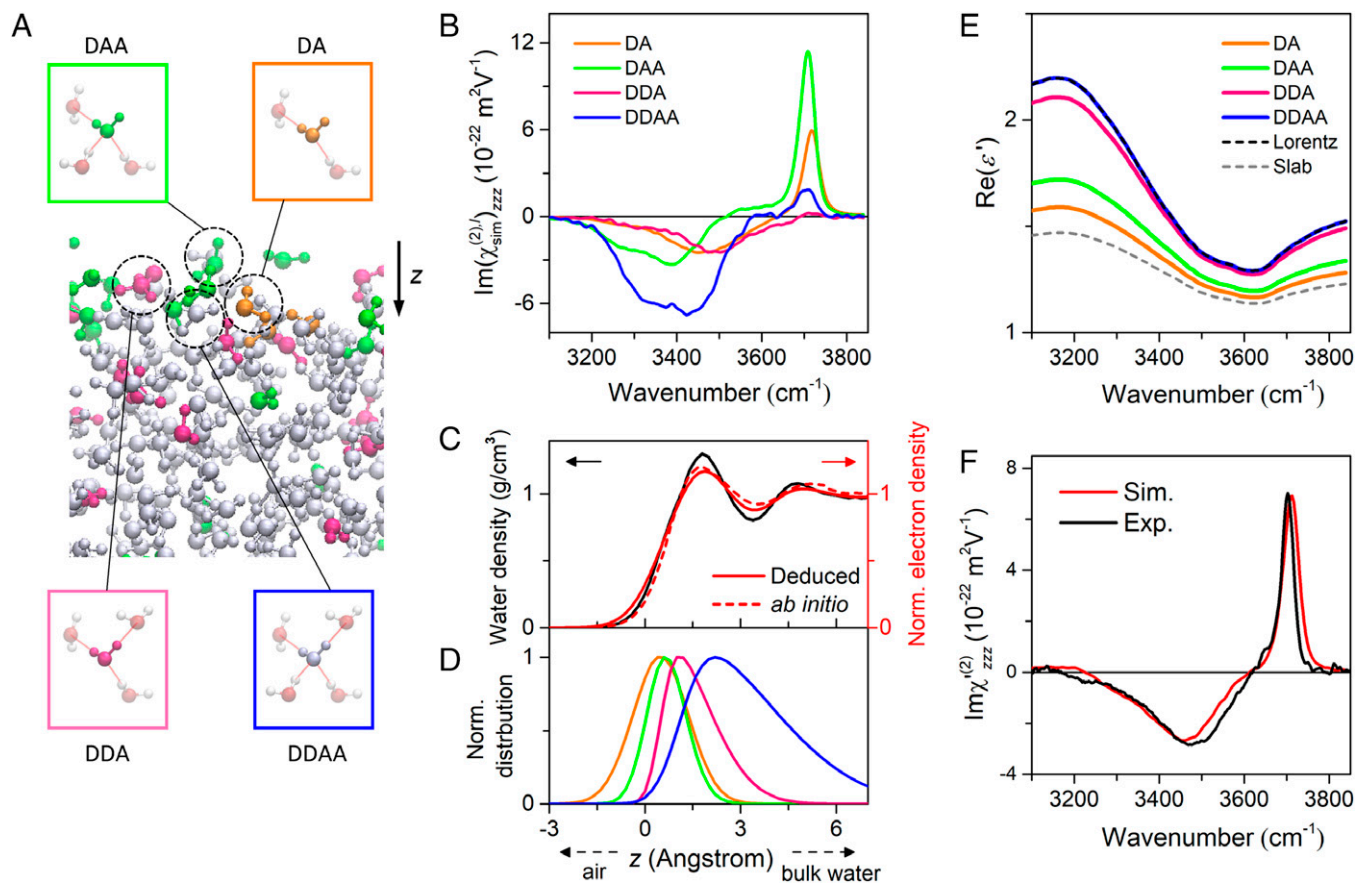 A
DAA
DA
z
DDA
DDAA
B
Im(χ(2),J sim)zzz (10-22 m2V-1)
12
6
0
-6
DA
DAA
DDA
DDAA
3200 3400 3600 3800
Wavenumber (cm-1)
C
Water density (g/cm3)
1
0
Deduced
ab initio
Norm. electron density
1
0
D
Norm.
distrbution
1
0
-3 0 3 6
air z (Angstrom) bulk water
E
Re(ε')
2
1
DA
DAA
DDA
DDAA
Lorentz
Slab
3200 3400 3600 3800
Wavenumber (cm-1)
F
Imχ'(2)zzz (10-22 m2V-1)
8
4
0
-4
Sim.
Exp.
3200 3400 3600 3800
Wavenumber (cm-1)